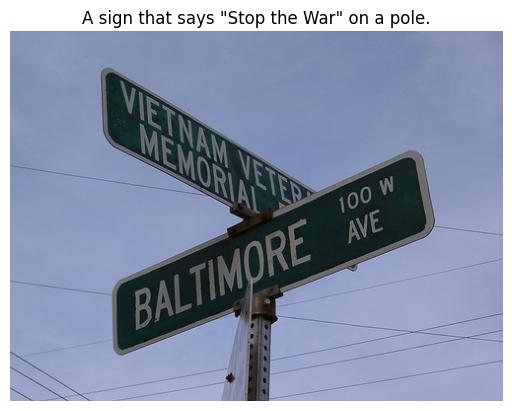 A sign that says "Stop the War" on a pole.
VIETNAM
MEMORIAL
100 W
BALTIMORE AVE